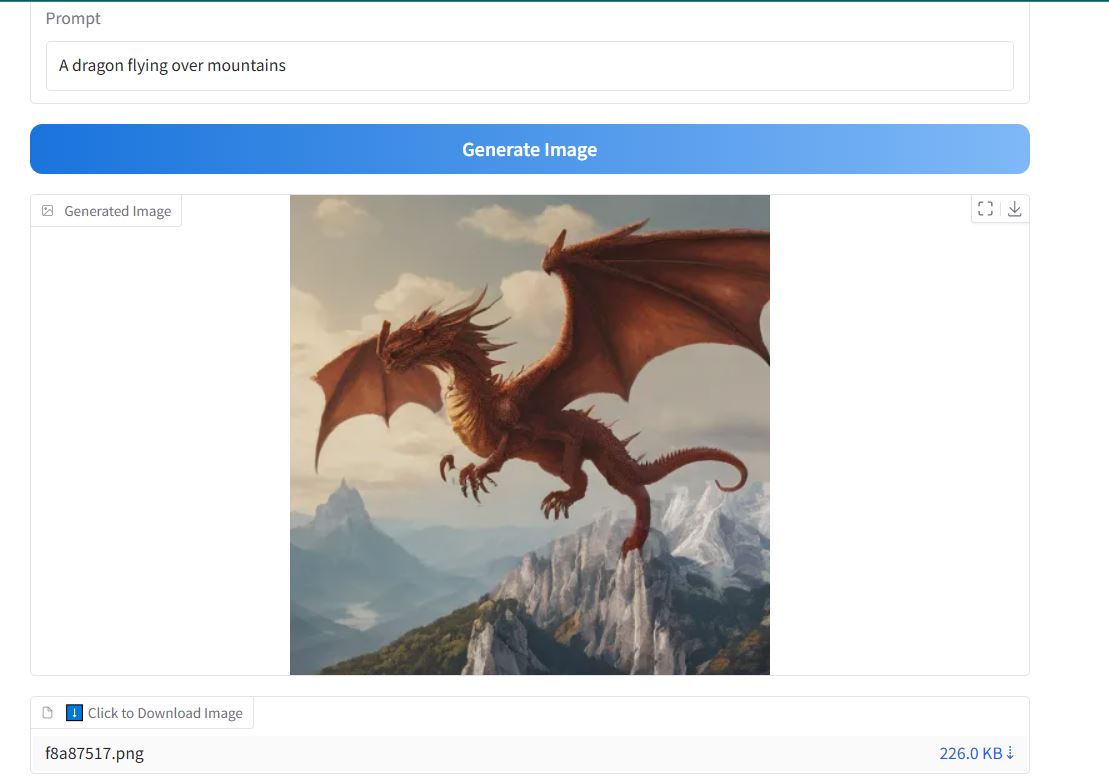 Prompt
A dragon flying over mountains
Generate Image
Generated Image
Click to Download Image
f8a87517.png
226.0 KB ⇣